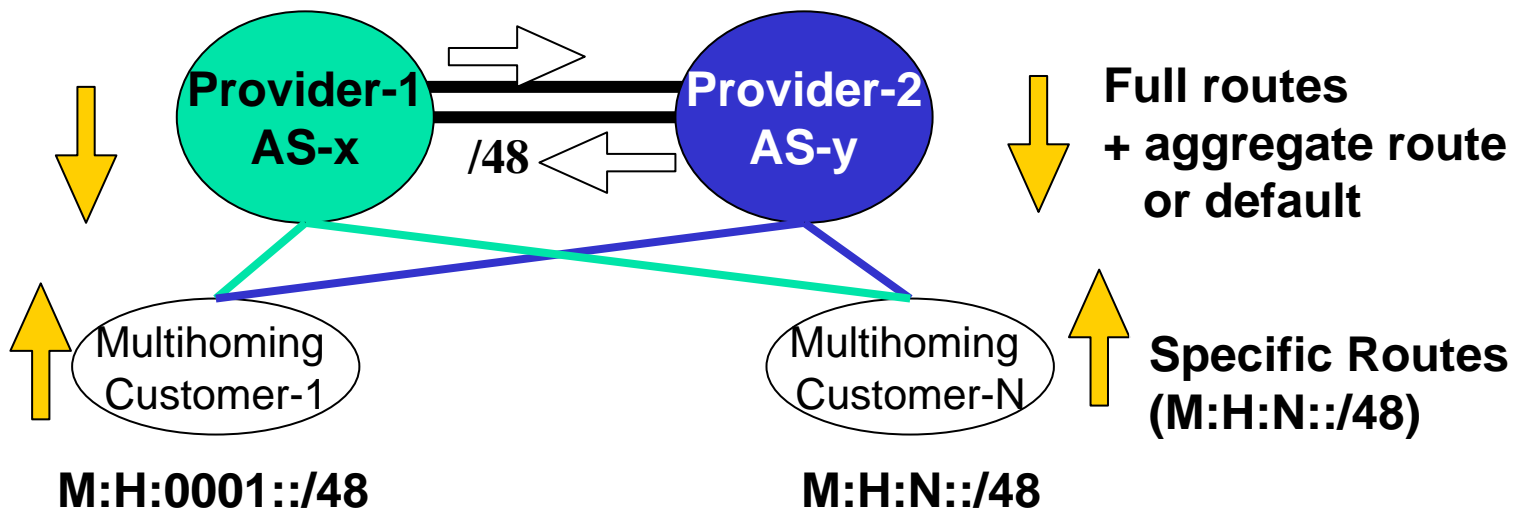 Provider-1
AS-x
/48
Provider-2
AS-y
Full routes
+ aggregate route
or default
Multihoming
Customer-1
Multihoming
Customer-N
Specific Routes
(M:H:N::/48)
M:H:0001::/48
M:H:N::/48